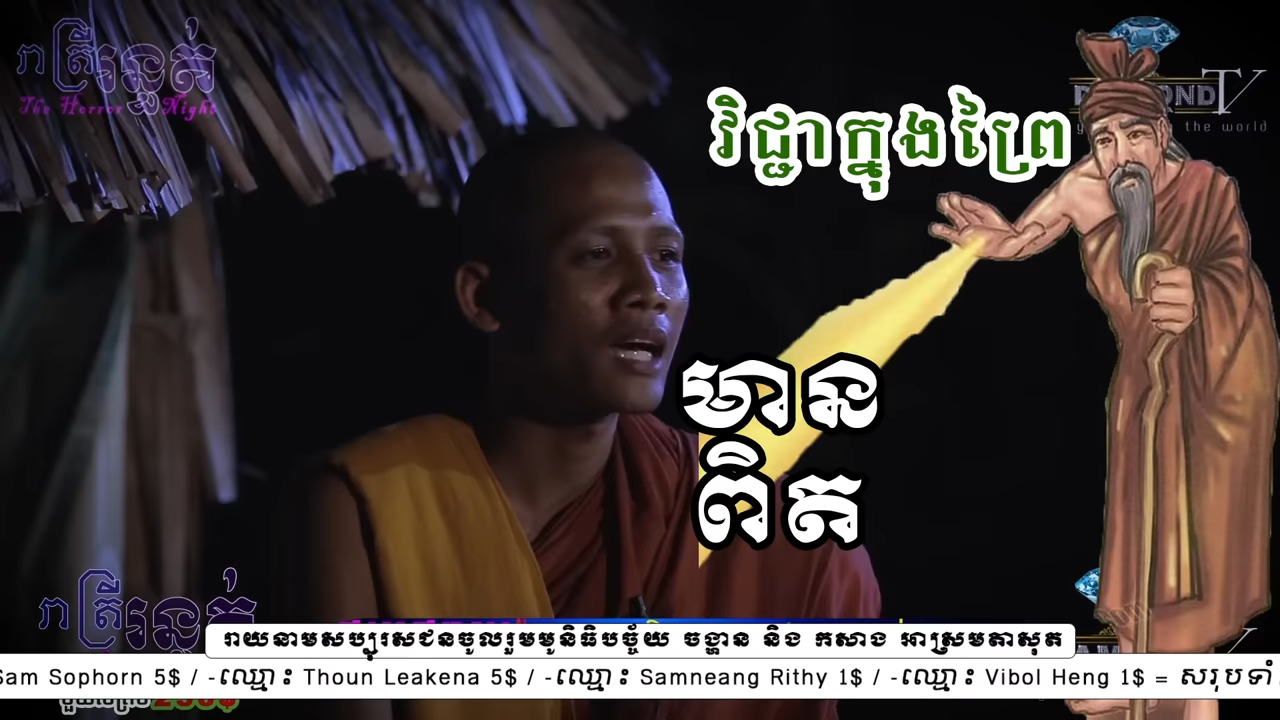 រាត្រីរន្ធត់
The Horror Night
TV
the world
វិជ្ជាក្នុងព្រៃ
មាន
ពិត
រាត្រីរន្ធត់
រាយនាមសប្បុរសជនចូលរួមមូនិធិបច្ច័យ ចង្ហាន និង កសាង អាស្រមតាសុត
Sam Sophorn 5$ / -ឈ្មោះ Thoun Leakena 5$ / -ឈ្មោះ Samneang Rithy 1$ / -ឈ្មោះ Vibol Heng 1$ = សរុបទាំ